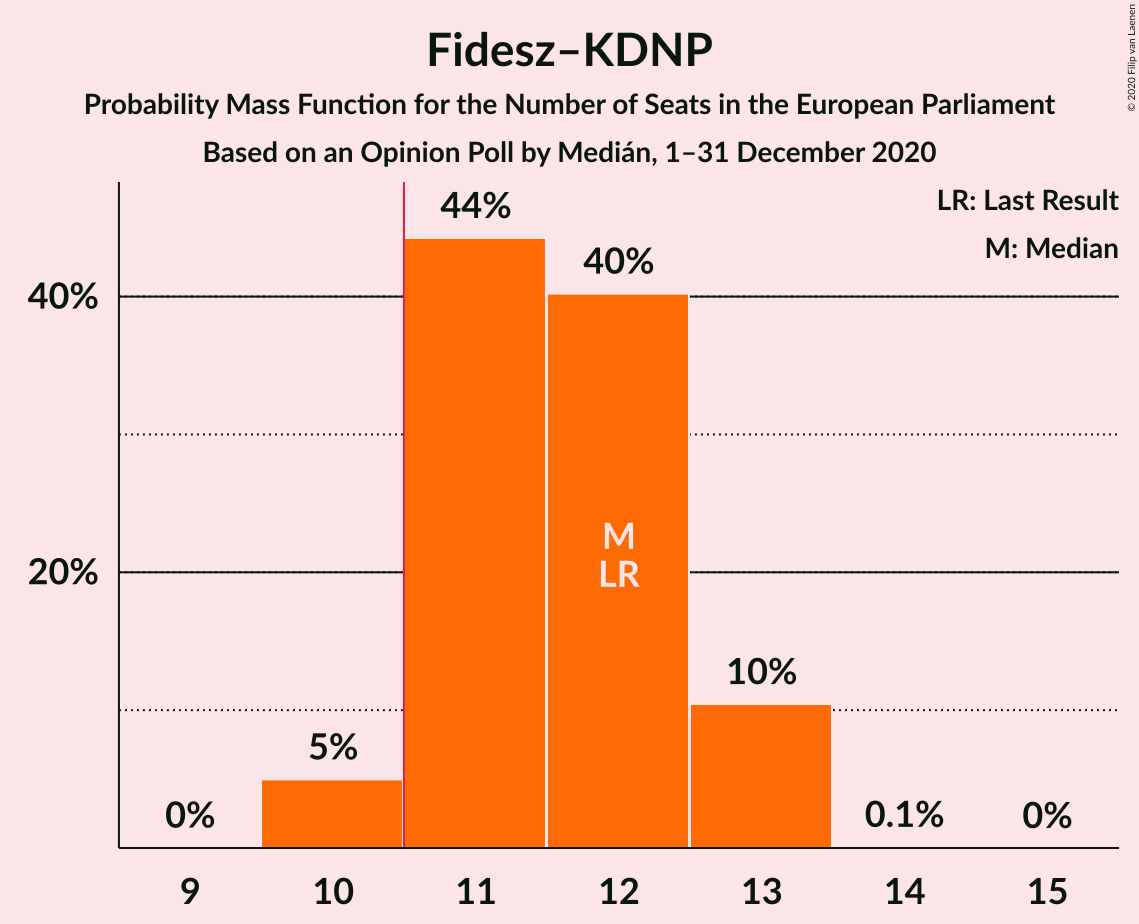 Fidesz–KDNP
Probability Mass Function for the Number of Seats in the European Parliament
Based on an Opinion Poll by Medián, 1–31 December 2020
© 2020 Filip van Laenen
LR: Last Result
M: Median
44%
40%
40%
M
LR
20%
10%
5%
0%
0.1%
0%
9 10 11 12 13 14 15